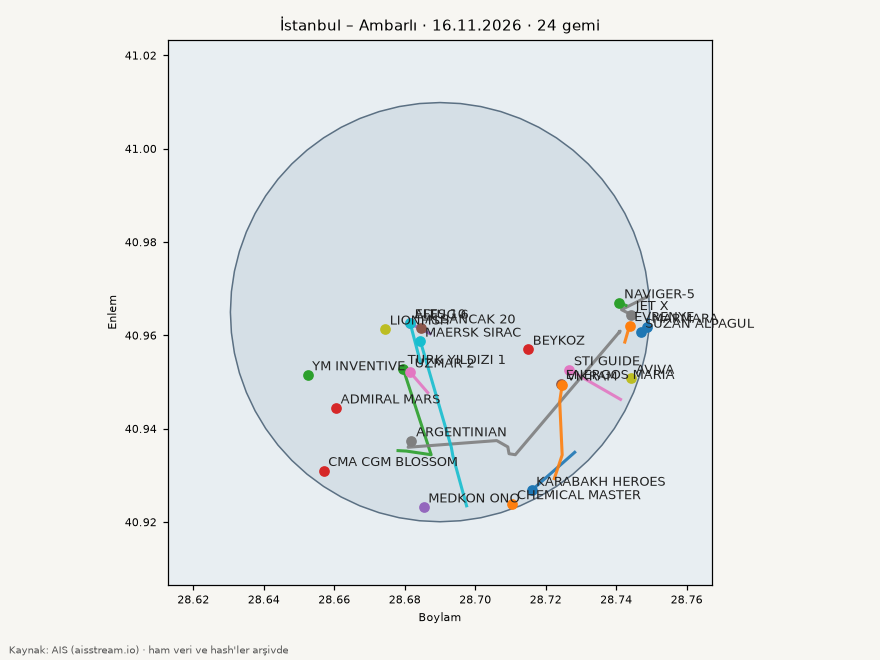 İstanbul – Ambarlı · 16.11.2026 · 24 gemi
Enlem
41.02
41.00
40.98
40.96
40.94
40.92
NAVIGER-5
JET X
EVRENYE
MARMARA
SUZAN ALPAGUL
LIONFISH
20
MAERSK SIRAC
BEYKOZ
YM INVENTIVE
TURK YILDIZI 1
UZMAR 2
STI GUIDE
AVIVA
MARIA
ADMIRAL MARS
ARGENTINIAN
CMA CGM BLOSSOM
KARABAKH HEROES
MEDKON ONO
CHEMICAL MASTER
28.62 28.64 28.66 28.68 28.70 28.72 28.74 28.76
Boylam
Kaynak: AIS (aisstream.io) · ham veri ve hash'ler arşivde